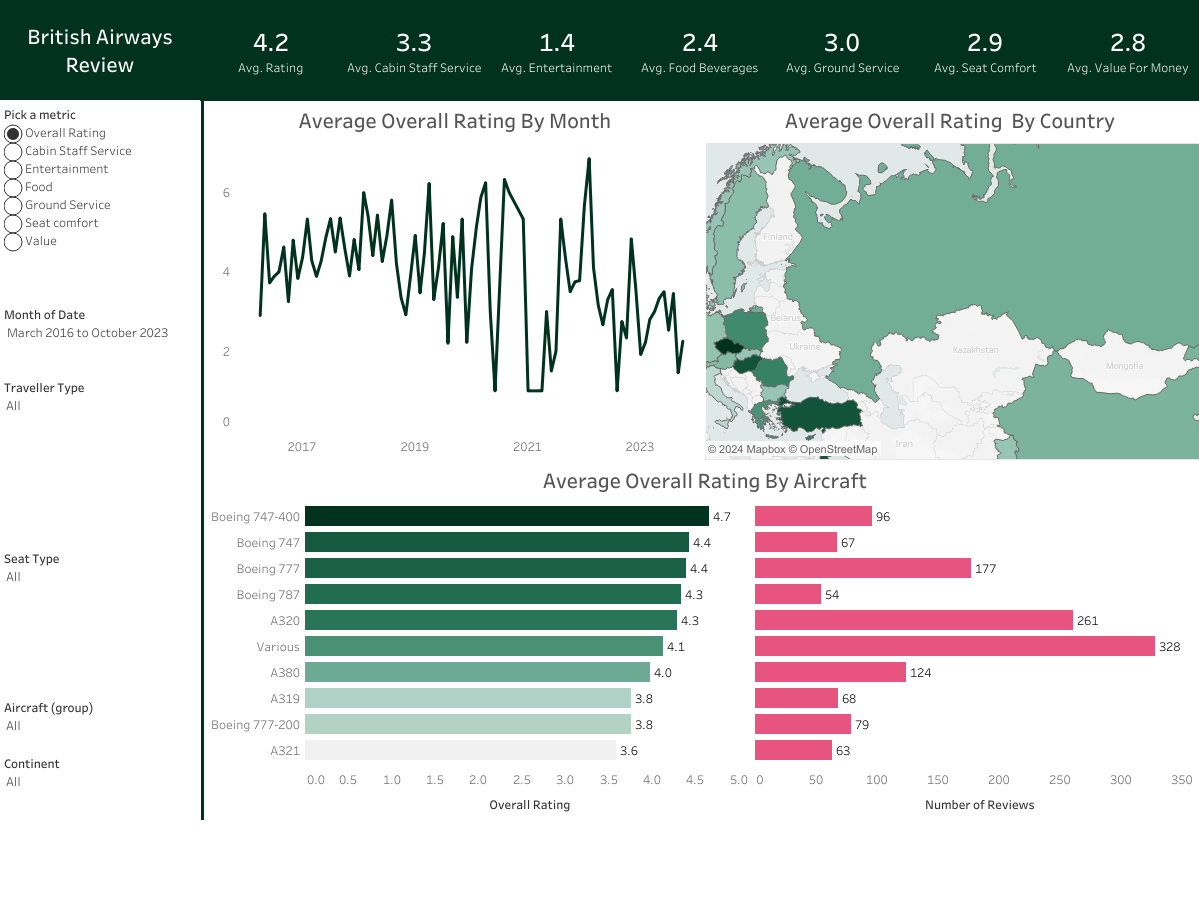 British Airways
Review
4.2
Avg. Rating
3.3
Avg. Cabin Staff Service
1.4
Avg. Entertainment
2.4
Avg. Food Beverages
3.0
Avg. Ground Service
2.9
Avg. Seat Comfort
2.8
Avg. Value For Money
Pick a metric
Overall Rating
Cabin Staff Service
Entertainment
Food
Ground Service
Seat comfort
Value
Month of Date
March 2016 to October 2023
Traveller Type
All
Seat Type
All
Aircraft (group)
All
Continent
All
Average Overall Rating By Month
6
4
2
0
2017 2019 2021 2023
Average Overall Rating By Country
Finland
Belarus
Ukraine
Kazakhstan
Mongolia
Iran
© 2024 Mapbox © OpenStreetMap
Average Overall Rating By Aircraft
Boeing 747-400 4.7 96
Boeing 747 4.4 67
Boeing 777 4.4 177
Boeing 787 4.3 54
A320 4.3 261
Various 4.1 328
A380 4.0 124
A319 3.8 68
Boeing 777-200 3.8 79
A321 3.6 63
0.0 0.5 1.0 1.5 2.0 2.5 3.0 3.5 4.0 4.5 5.0 0 50 100 150 200 250 300 350
Overall Rating Number of Reviews